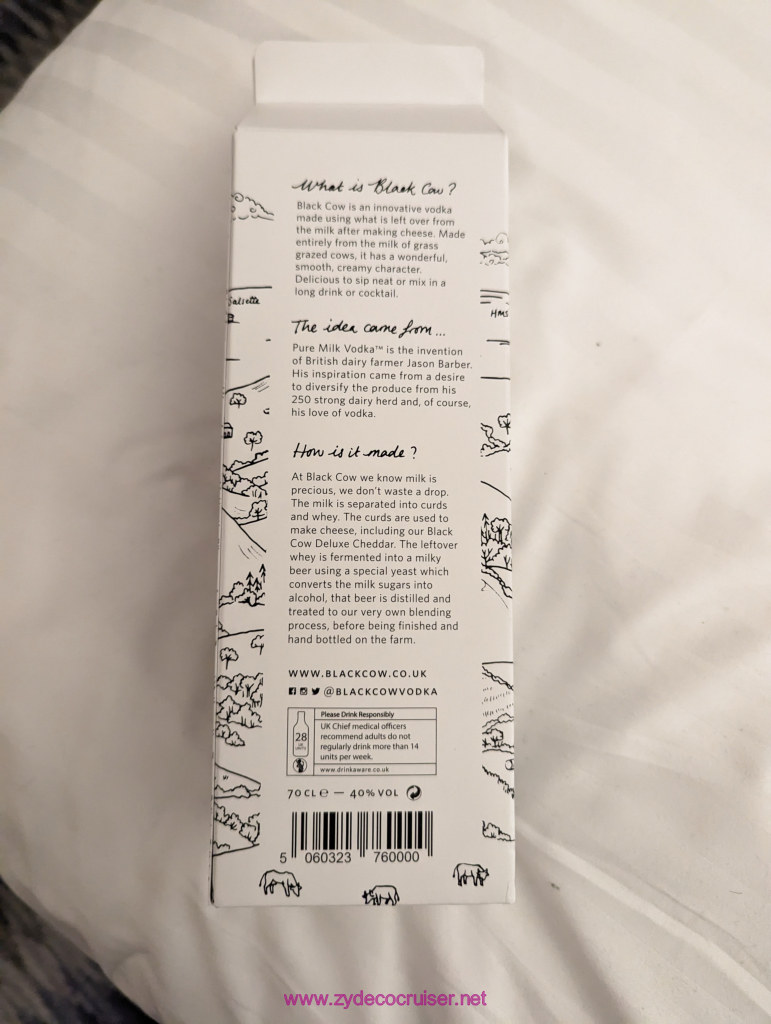 What is Black Cow?
Black Cow is an innovative vodka
made using what is left over from
the milk after making cheese. Made
entirely from the milk of grass
grazed cows, it has a wonderful,
smooth, creamy character.
Delicious to sip neat or mix in a
long drink or cocktail.
Saliette
HMS
The idea came from...
Pure Milk Vodka™ is the invention
of British dairy farmer Jason Barber.
His inspiration came from a desire
to diversify the produce from his
250 strong dairy herd and, of course,
his love of vodka.
How is it made?
At Black Cow we know milk is
precious, we don't waste a drop.
The milk is separated into curds
and whey. The curds are used to
make cheese, including our Black
Cow Deluxe Cheddar. The leftover
whey is fermented into a milky
beer using a special yeast which
converts the milk sugars into
alcohol, that beer is distilled and
treated to our very own blending
process, before being finished and
hand bottled on the farm.
WWW.BLACKCOW.CO.UK
@BLACKCOWVODKA
28
UK UNITS
Please Drink Responsibly
UK Chief medical officers
recommend adults do not
regularly drink more than 14
units per week.
www.drinkaware.co.uk
70CL e — 40% VOL
5 060323 760000
www.zydecocruiser.net